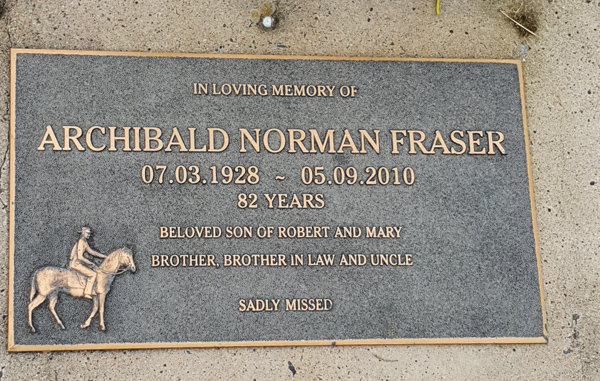 IN LOVING MEMORY OF
ARCHIBALD NORMAN FRASER
07.03.1928 ~ 05.09.2010
82 YEARS
BELOVED SON OF ROBERT AND MARY
BROTHER, BROTHER IN LAW AND UNCLE
SADLY MISSED